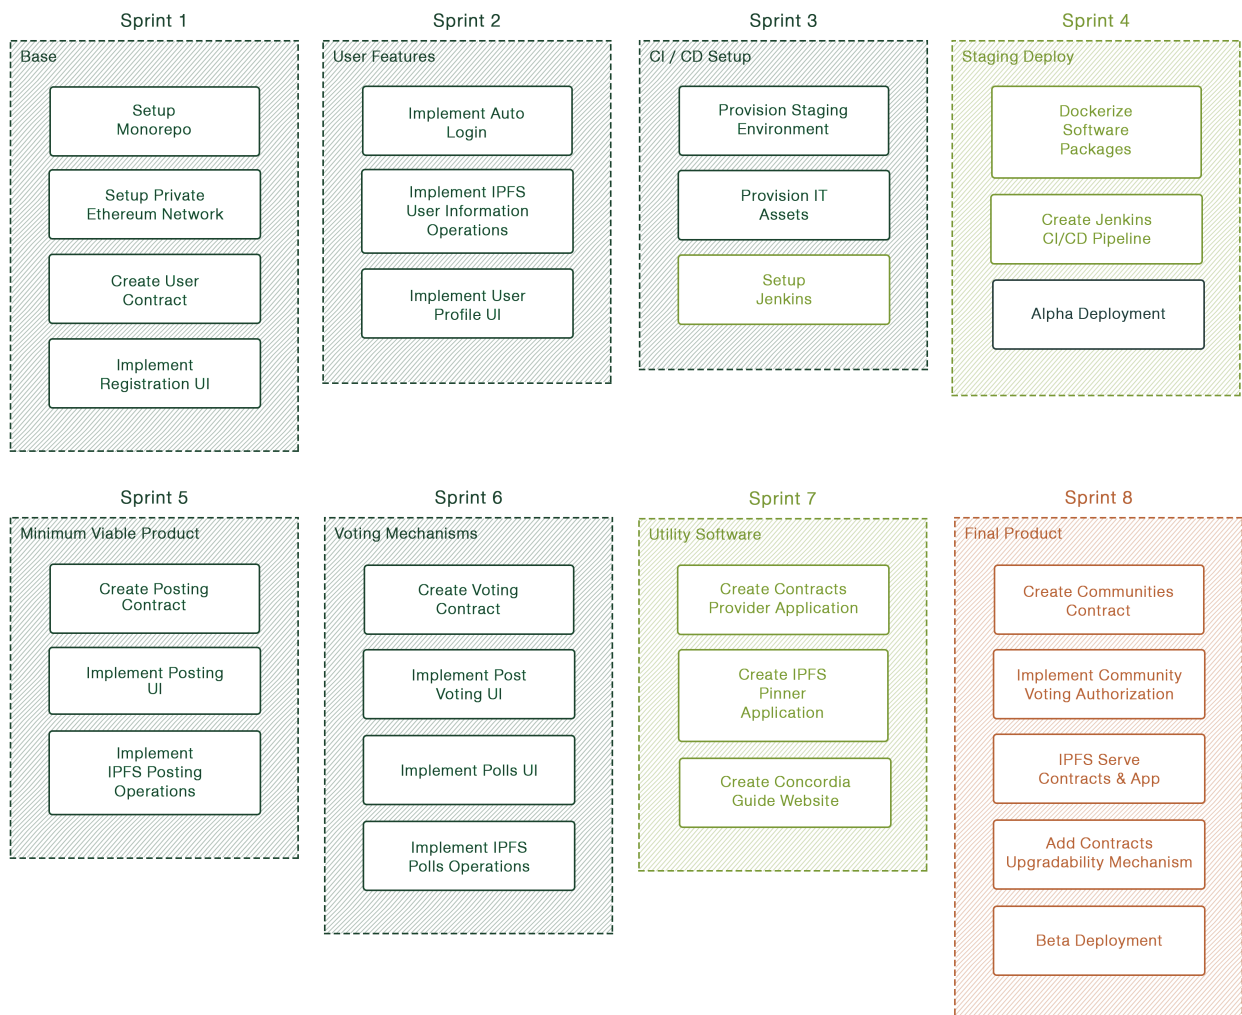 Sprint 1
Base
Setup
Monorepo
Setup Private
Ethereum Network
Create User
Contract
Implement
Registration UI
Sprint 2
User Features
Implement Auto
Login
Implement IPFS
User Information
Operations
Implement User
Profile UI
Sprint 3
CI / CD Setup
Provision Staging
Environment
Provision IT
Assets
Setup
Jenkins
Sprint 4
Staging Deploy
Dockerize
Software
Packages
Create Jenkins
CI/CD Pipeline
Alpha Deployment
Sprint 5
Minimum Viable Product
Create Posting
Contract
Implement Posting
UI
Implement
IPFS Posting
Operations
Sprint 6
Voting Mechanisms
Create Voting
Contract
Implement Post
Voting UI
Implement Polls UI
Implement IPFS
Polls Operations
Sprint 7
Utility Software
Create Contracts
Provider Application
Create IPFS
Pinner
Application
Create Concordia
Guide Website
Sprint 8
Final Product
Create Communities
Contract
Implement Community
Voting Authorization
IPFS Serve
Contracts & App
Add Contracts
Upgradability Mechanism
Beta Deployment